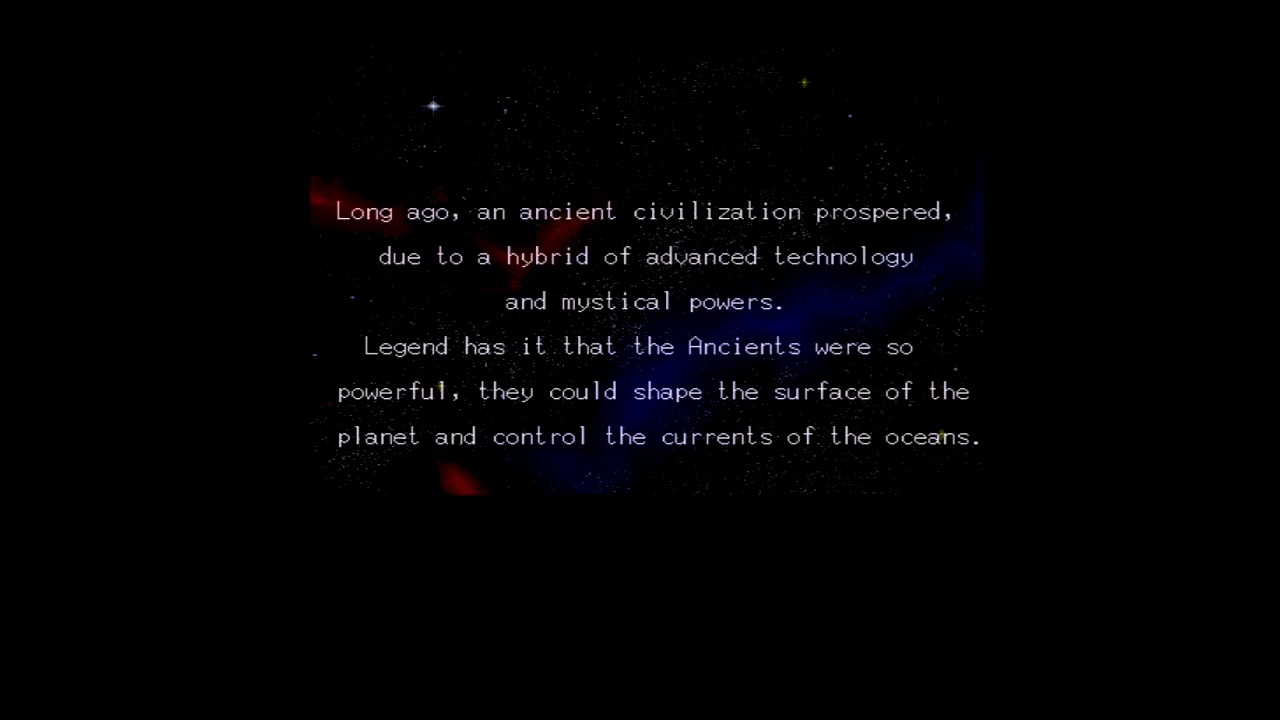 Long ago, an ancient civilization prospered,
due to a hybrid of advanced technology
and mystical powers.
Legend has it that the Ancients were so
powerful, they could shape the surface of the
planet and control the currents of the oceans.